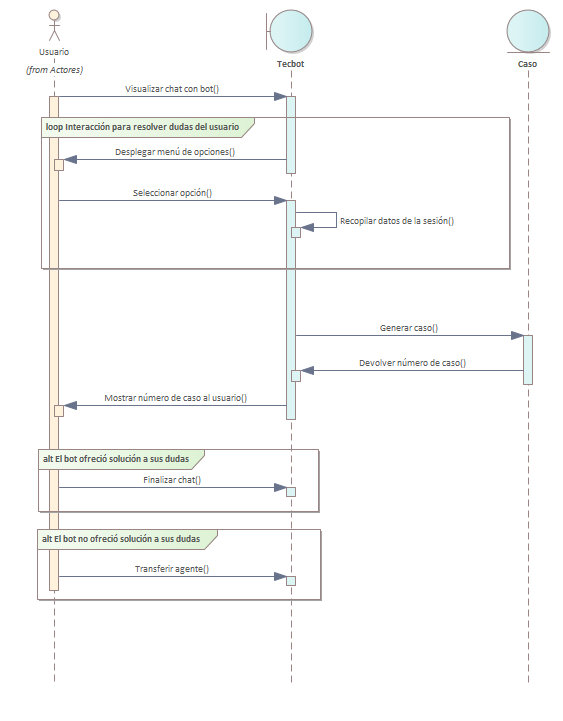 Usuario
(from Actores)
Tecbot
Caso
Visualizar chat con bot()
loop Interacción para resolver dudas del usuario
Desplegar menú de opciones()
Seleccionar opción()
Recopilar datos de la sesión()
Generar caso()
Devolver número de caso()
Mostrar número de caso al usuario()
alt El bot ofreció solución a sus dudas
Finalizar chat()
alt El bot no ofreció solución a sus dudas
Transferir agente()